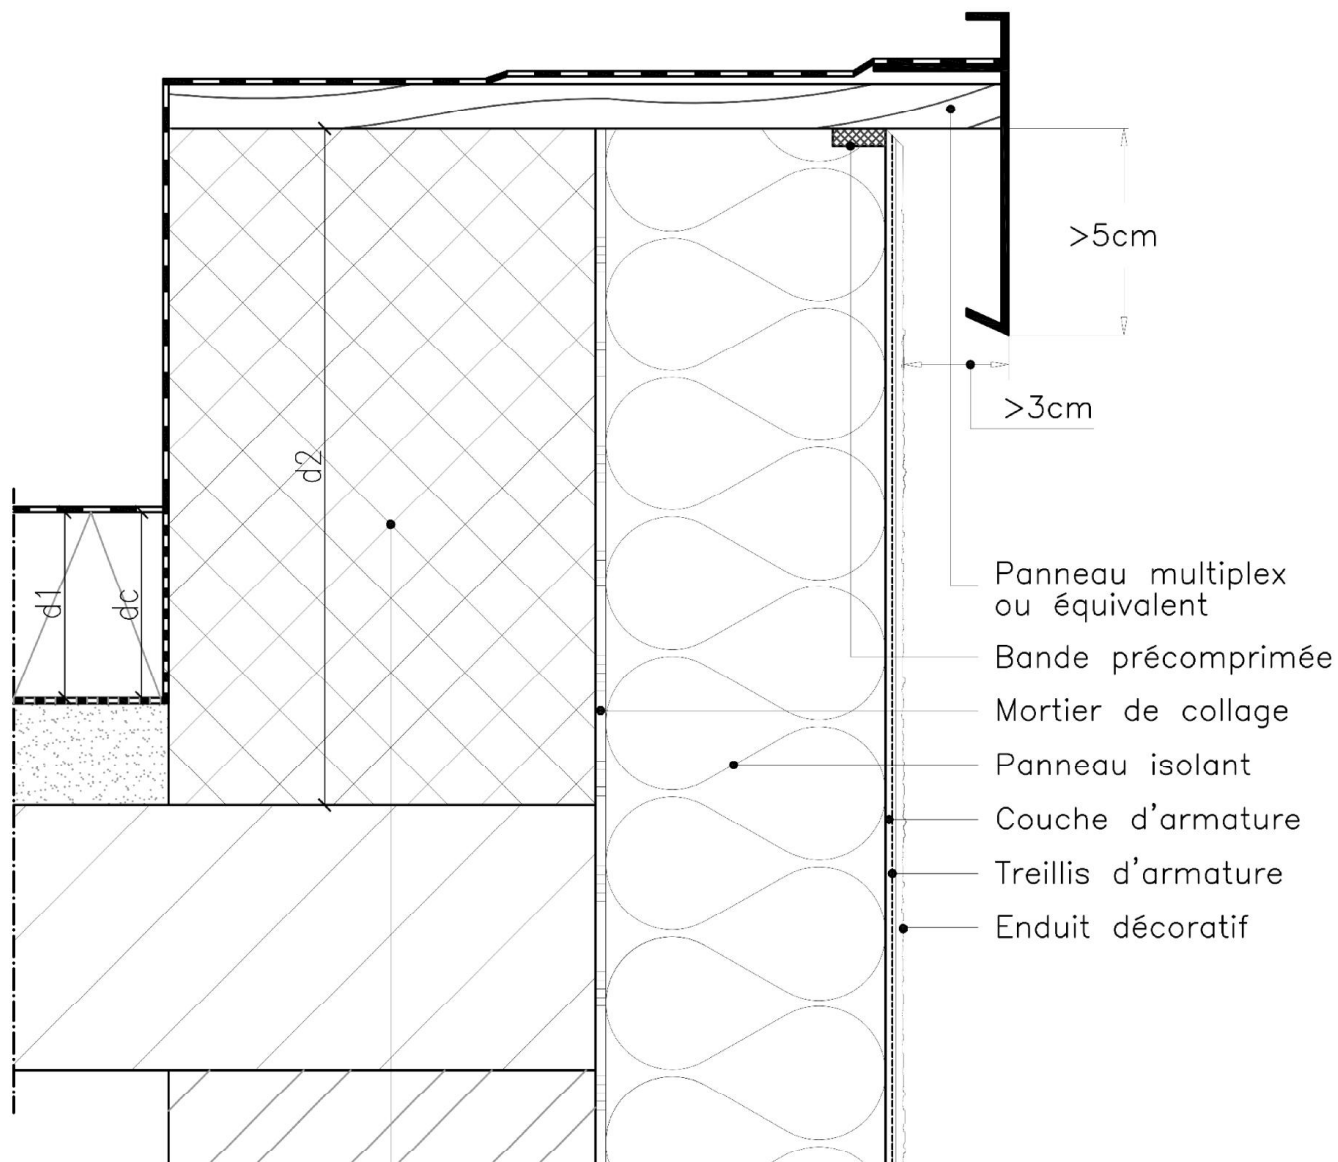 >5cm
>3cm
d2
d1
dc
Panneau multiplex
ou équivalent
Bande précomprimée
Mortier de collage
Panneau isolant
Couche d'armature
Treillis d'armature
Enduit décoratif